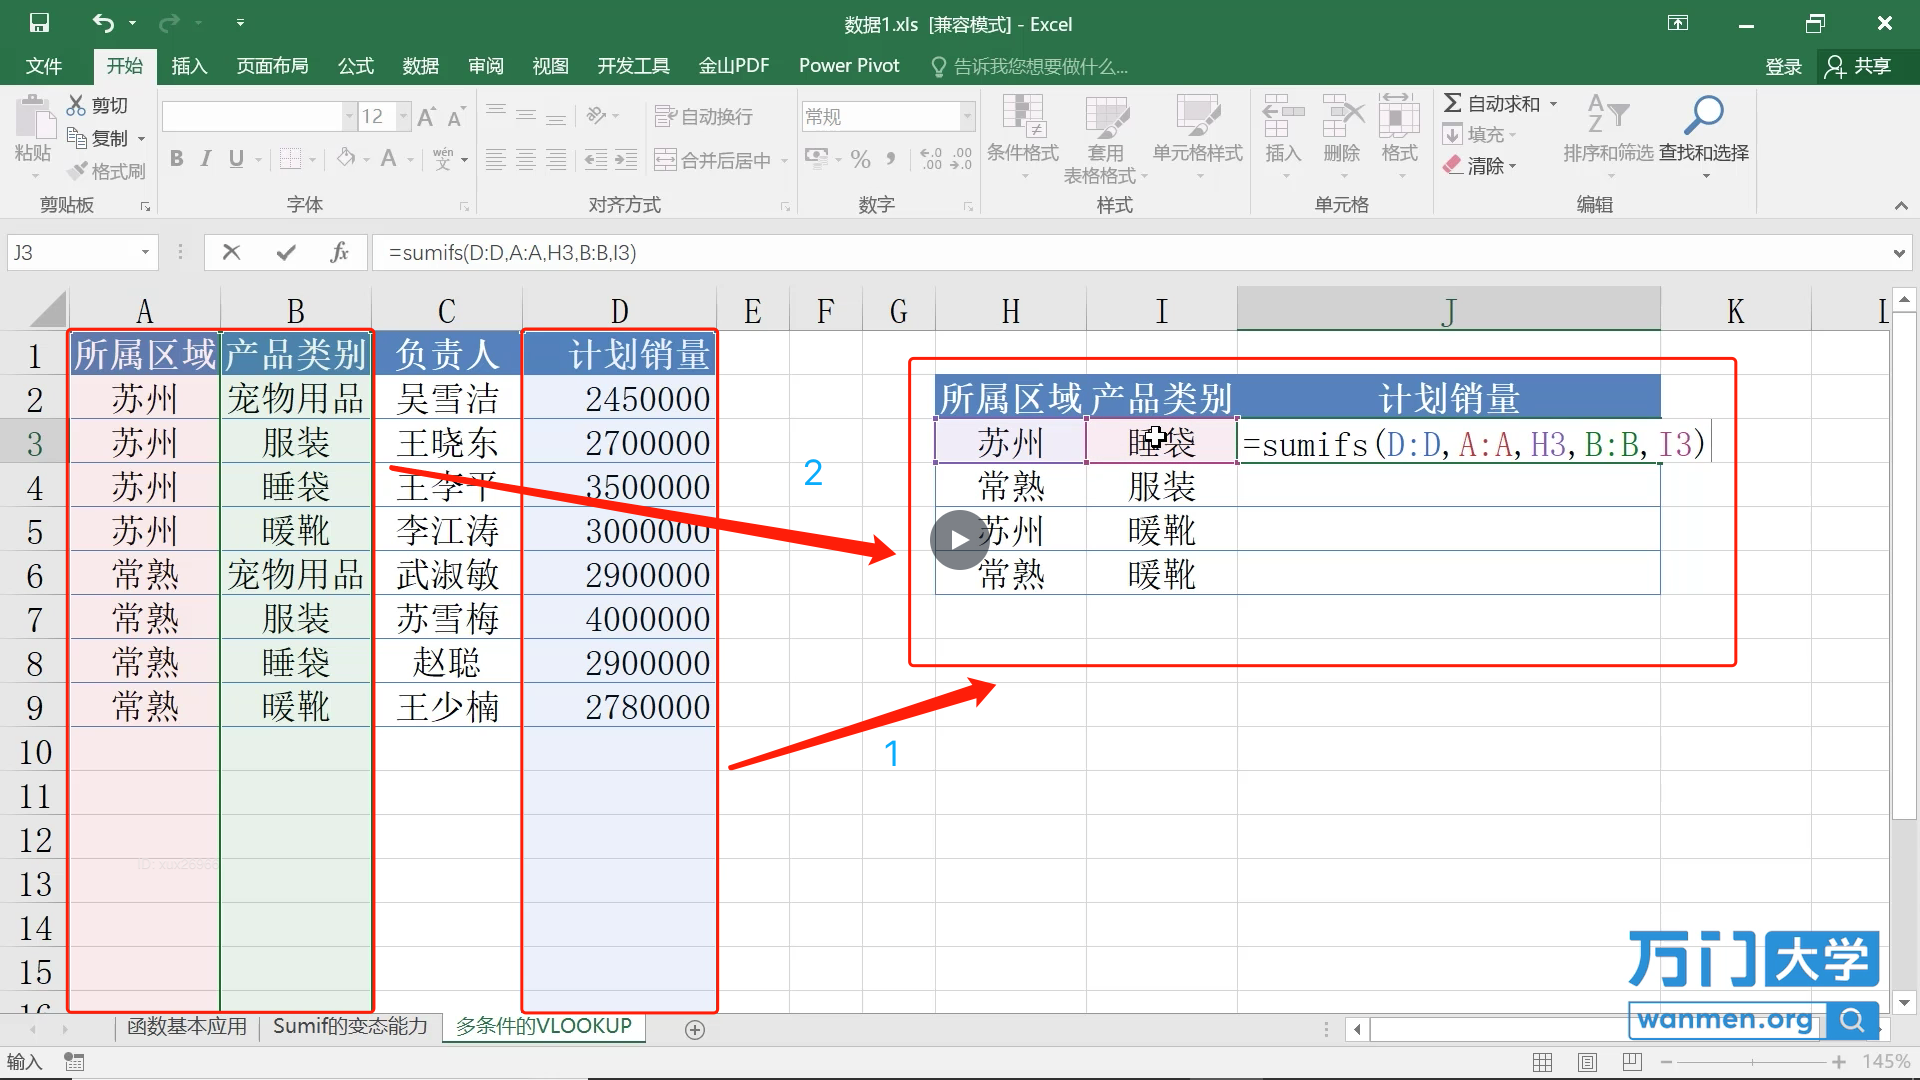 数据1.xls  [兼容模式] - Excel
文件 开始 插入 页面布局 公式 数据 审阅 视图 开发工具 金山PDF Power Pivot 告诉我您想要做什么... 登录 共享
粘贴 剪切 复制 格式刷 剪贴板
12 A A B I U A wén 文 字体
自动换行 合并后居中 对齐方式
常规 % , .0 .00 .00 .0 数字
条件格式 套用表格格式 单元格样式 样式
插入 删除 格式 单元格
Σ 自动求和 填充 清除 A Z 排序和筛选 查找和选择 编辑
J3 fx =sumifs(D:D,A:A,H3,B:B,I3)
A B C D E F G H I J K L
1 所属区域 产品类别 负责人 计划销量
2 苏州 宠物用品 吴雪洁 2450000 所属区域 产品类别 计划销量
3 苏州 服装 王晓东 2700000 苏州 睡袋 =sumifs(D:D,A:A,H3,B:B,I3)
2
4 苏州 睡袋 王李平 3500000 常熟 服装
5 苏州 暖靴 李江涛 3000000 苏州 暖靴
6 常熟 宠物用品 武淑敏 2900000 常熟 暖靴
7 常熟 服装 苏雪梅 4000000
8 常熟 睡袋 赵聪 2900000
9 常熟 暖靴 王少楠 2780000
10 1
11
12
13
14
15
16
万门大学
wanmen.org
函数基本应用 Sumif的变态能力 多条件的VLOOKUP
输入 145%